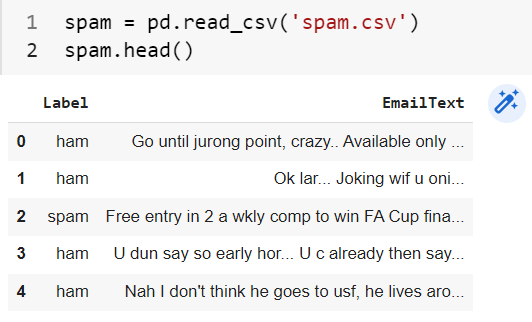 1 spam = pd.read_csv('spam.csv')
2 spam.head()
Label EmailText
0 ham Go until jurong point, crazy.. Available only ...
1 ham Ok lar... Joking wif u oni...
2 spam Free entry in 2 a wkly comp to win FA Cup fina...
3 ham U dun say so early hor... U c already then say...
4 ham Nah I don't think he goes to usf, he lives aro...